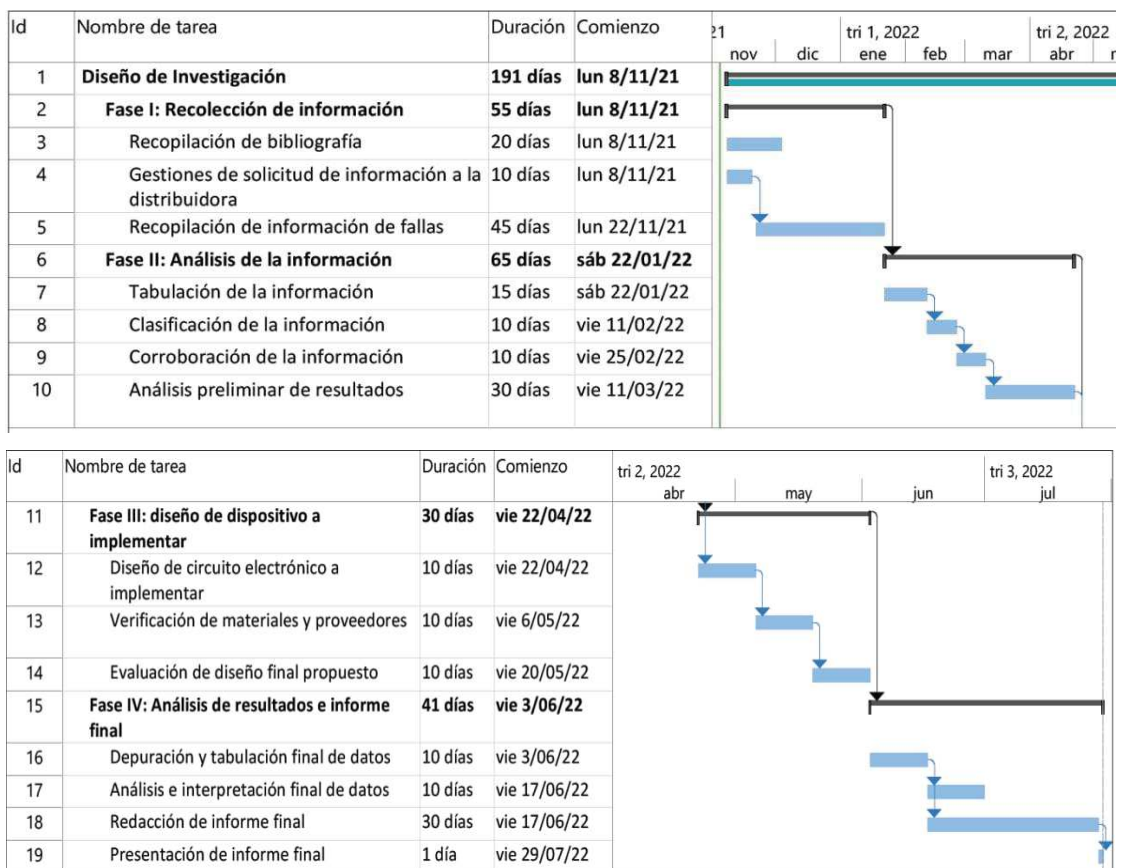 Id Nombre de tarea Duración Comienzo 21 tri 1, 2022 tri 2, 2022
nov dic ene feb mar abr
1 Diseño de Investigación 191 días lun 8/11/21
2 Fase I: Recolección de información 55 días lun 8/11/21
3 Recopilación de bibliografía 20 días lun 8/11/21
4 Gestiones de solicitud de información a la 10 días lun 8/11/21
distribuidora
5 Recopilación de información de fallas 45 días lun 22/11/21
6 Fase II: Análisis de la información 65 días sáb 22/01/22
7 Tabulación de la información 15 días sáb 22/01/22
8 Clasificación de la información 10 días vie 11/02/22
9 Corroboración de la información 10 días vie 25/02/22
10 Análisis preliminar de resultados 30 días vie 11/03/22
Id Nombre de tarea Duración Comienzo tri 2, 2022 tri 3, 2022
abr may jun jul
11 Fase III: diseño de dispositivo a 30 días vie 22/04/22
implementar
12 Diseño de circuito electrónico a 10 días vie 22/04/22
implementar
13 Verificación de materiales y proveedores 10 días vie 6/05/22
14 Evaluación de diseño final propuesto 10 días vie 20/05/22
15 Fase IV: Análisis de resultados e informe 41 días vie 3/06/22
final
16 Depuración y tabulación final de datos 10 días vie 3/06/22
17 Análisis e interpretación final de datos 10 días vie 17/06/22
18 Redacción de informe final 30 días vie 17/06/22
19 Presentación de informe final 1 día vie 29/07/22